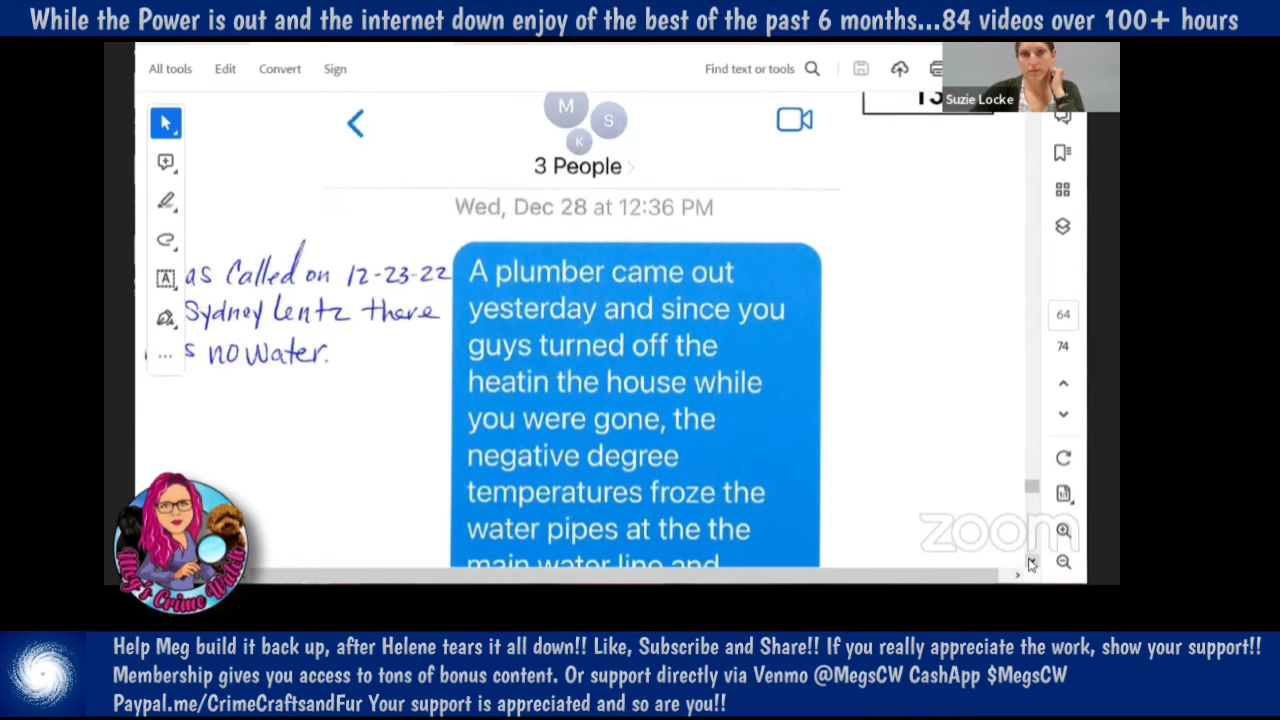 While the Power is out and the internet down enjoy of the best of the past 6 months...84 videos over 100+ hours
All tools Edit Convert Sign Find text or tools
Suzie Locke
M
S
K
3 People
Wed, Dec 28 at 12:36 PM
as called on 12-23-22
Sydney Lentz there
s no water.
A plumber came out
yesterday and since you
guys turned off the
heatin the house while
you were gone, the
negative degree
temperatures froze the
water pipes at the the
main water line and
64
74
zoom
Meg's Crime Watch
Help Meg build it back up, after Helene tears it all down!! Like, Subscribe and Share!! If you really appreciate the work, show your support!!
Membership gives you access to tons of bonus content. Or support directly via Venmo @MegsCW CashApp $MegsCW
Paypal.me/CrimeCraftsandFur Your support is appreciated and so are you!!